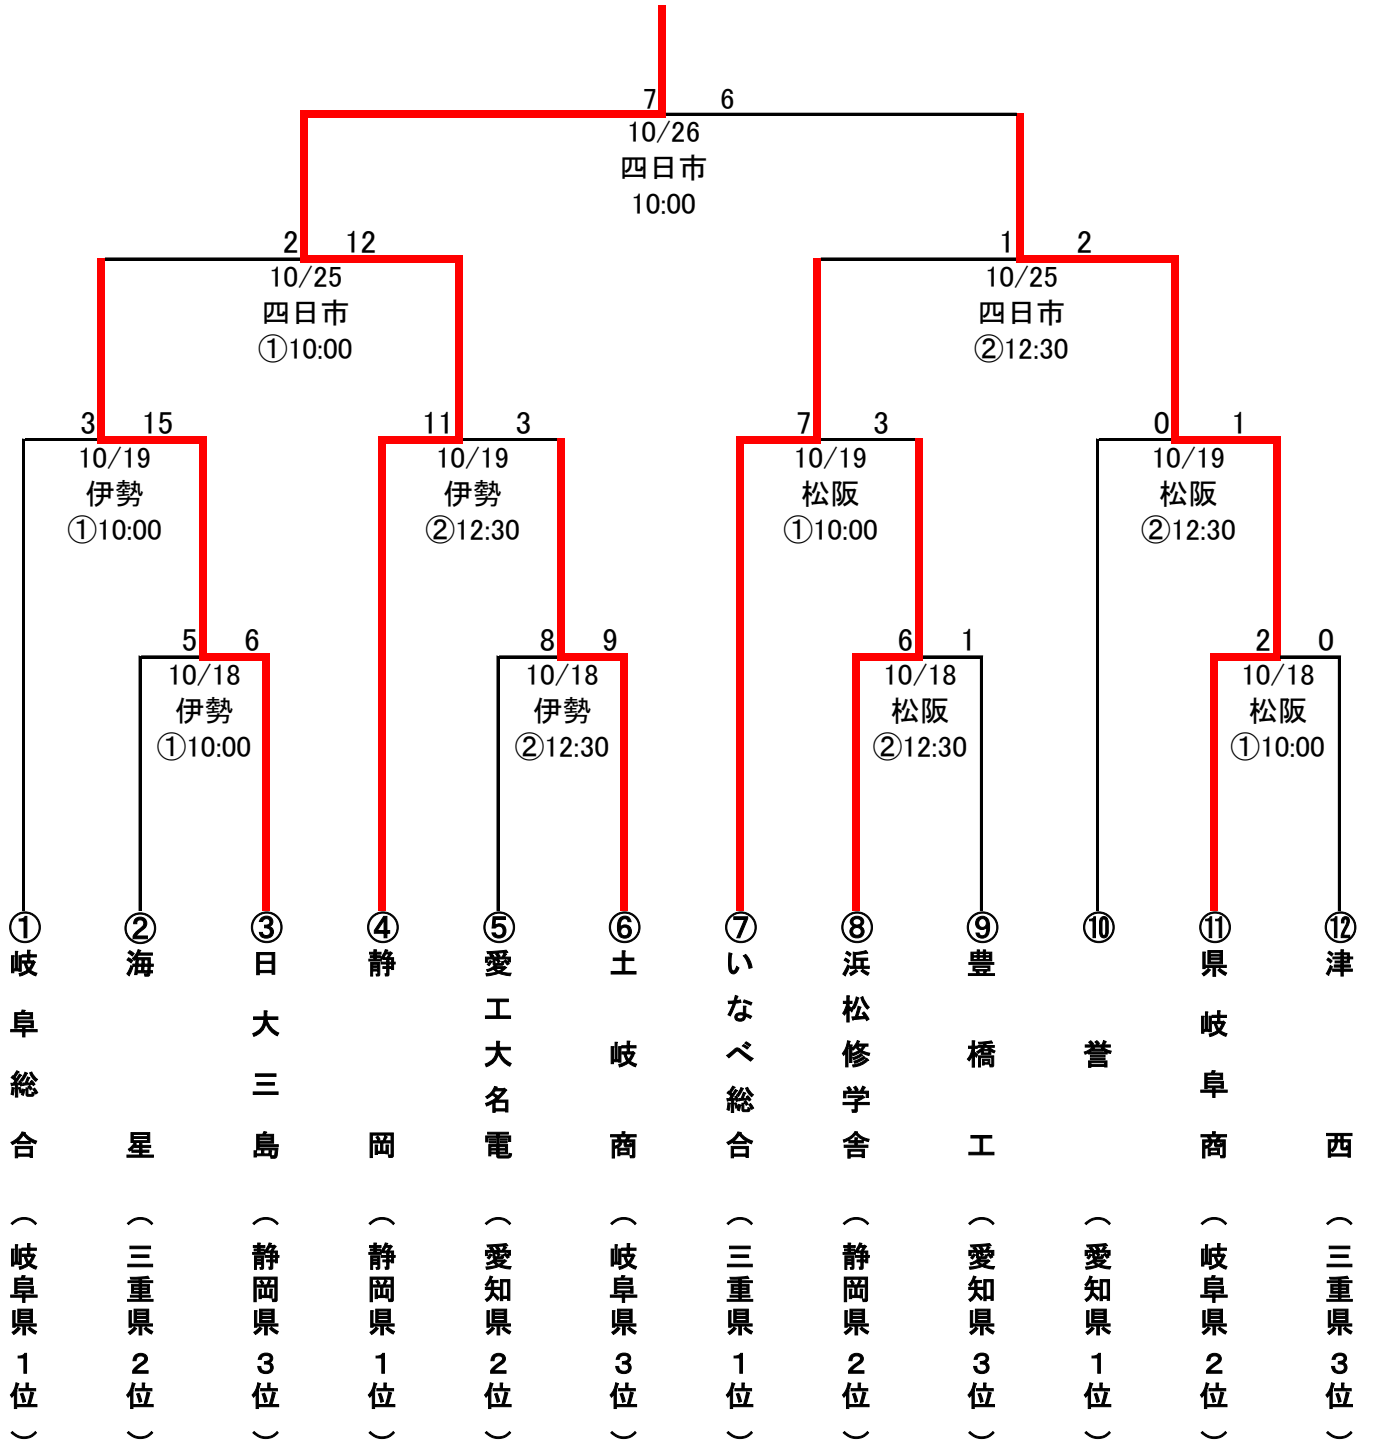 7 6
10/26
四日市
10:00
2 12
10/25
四日市
①10:00
1 2
10/25
四日市
②12:30
3 15
10/19
伊勢
①10:00
11 3
10/19
伊勢
②12:30
7 3
10/19
松阪
①10:00
0 1
10/19
松阪
②12:30
5 6
10/18
伊勢
①10:00
8 9
10/18
伊勢
②12:30
6 1
10/18
松阪
②12:30
2 0
10/18
松阪
①10:00
①岐阜総合（岐阜県1位）
②海星（三重県2位）
③日大三島（静岡県3位）
④静岡（静岡県1位）
⑤愛工大名電（愛知県2位）
⑥土岐商（岐阜県3位）
⑦いなべ総合（三重県1位）
⑧浜松修学舎（静岡県2位）
⑨豊橋工（愛知県3位）
⑩誉（愛知県1位）
⑪県岐阜商（岐阜県2位）
⑫津西（三重県3位）